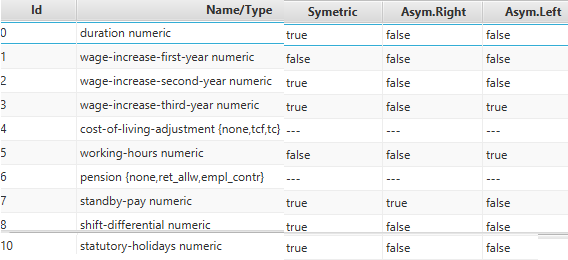 Id Name/Type Symetric Asym.Right Asym.Left
0 duration numeric true false false
1 wage-increase-first-year numeric false false false
2 wage-increase-second-year numeric true false false
3 wage-increase-third-year numeric true false true
4 cost-of-living-adjustment {none,tcf,tc} --- --- ---
5 working-hours numeric false false true
6 pension {none,ret_allw,empl_contr} --- --- ---
7 standby-pay numeric true true false
8 shift-differential numeric true false false
10 statutory-holidays numeric true false false